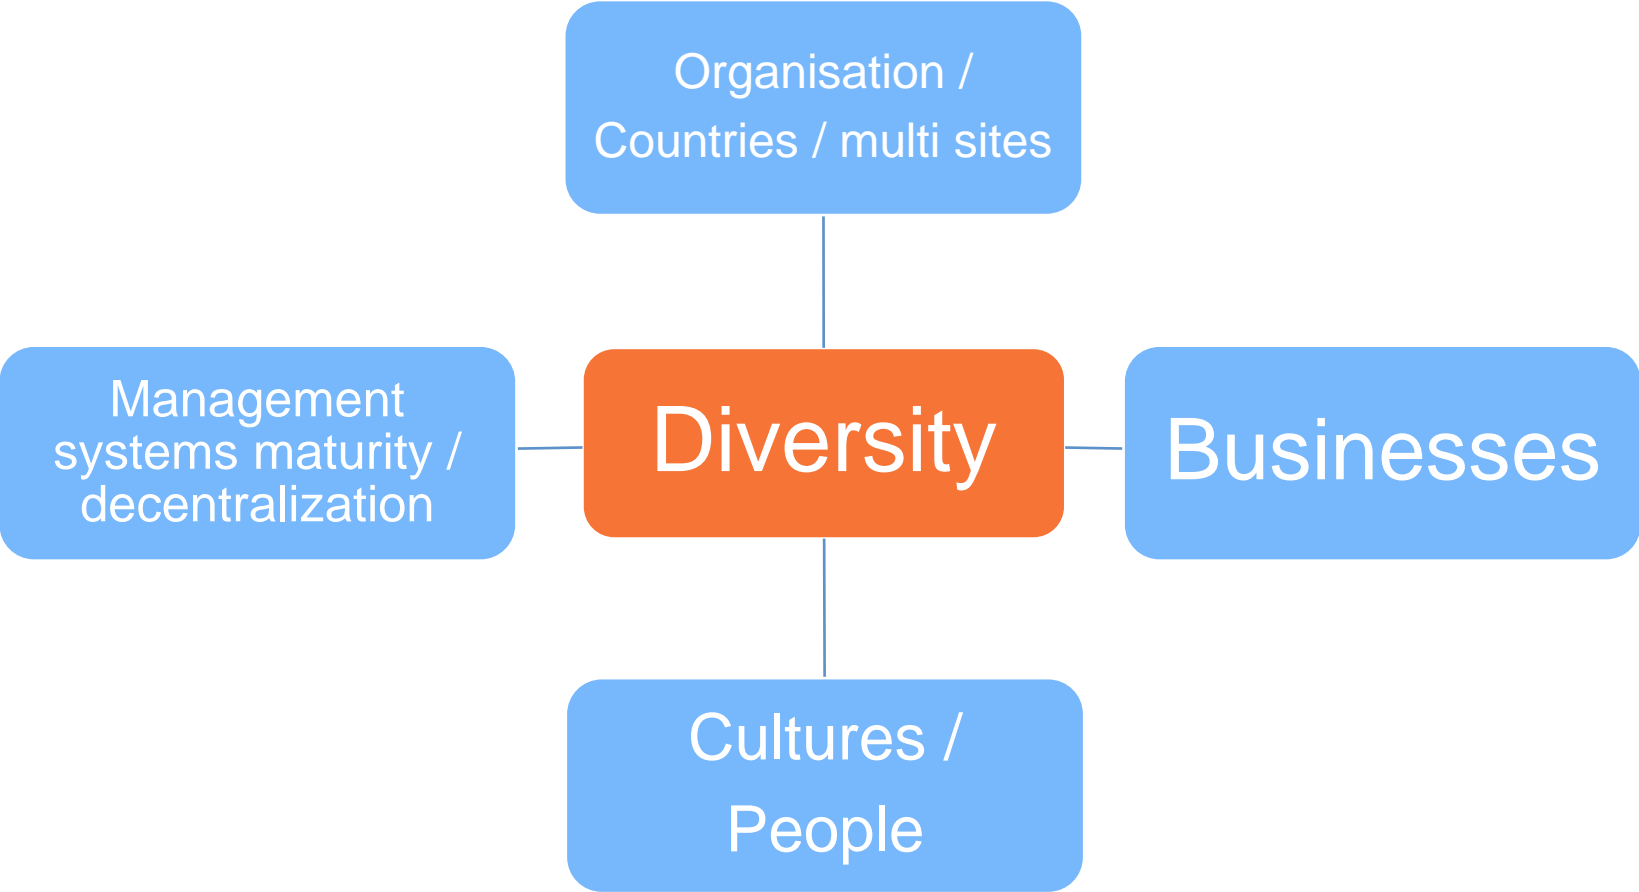 Organisation /
Countries / multi sites
Management
systems maturity /
decentralization
Diversity
Businesses
Cultures /
People